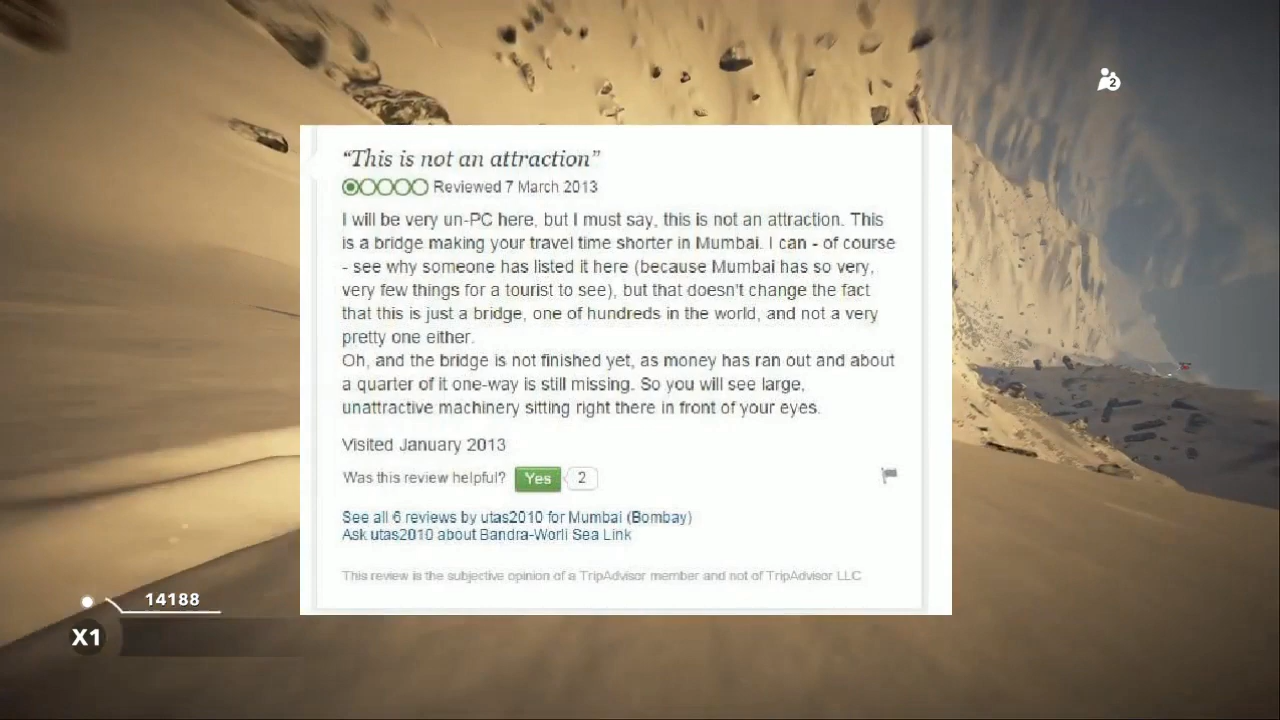 2
“This is not an attraction”
Reviewed 7 March 2013
I will be very un-PC here, but I must say, this is not an attraction. This
is a bridge making your travel time shorter in Mumbai. I can - of course
- see why someone has listed it here (because Mumbai has so very,
very few things for a tourist to see), but that doesn't change the fact
that this is just a bridge, one of hundreds in the world, and not a very
pretty one either.
Oh, and the bridge is not finished yet, as money has ran out and about
a quarter of it one-way is still missing. So you will see large,
unattractive machinery sitting right there in front of your eyes.
Visited January 2013
Was this review helpful? Yes 2
See all 6 reviews by utas2010 for Mumbai (Bombay)
Ask utas2010 about Bandra-Worli Sea Link
This review is the subjective opinion of a TripAdvisor member and not of TripAdvisor LLC
14188
X1